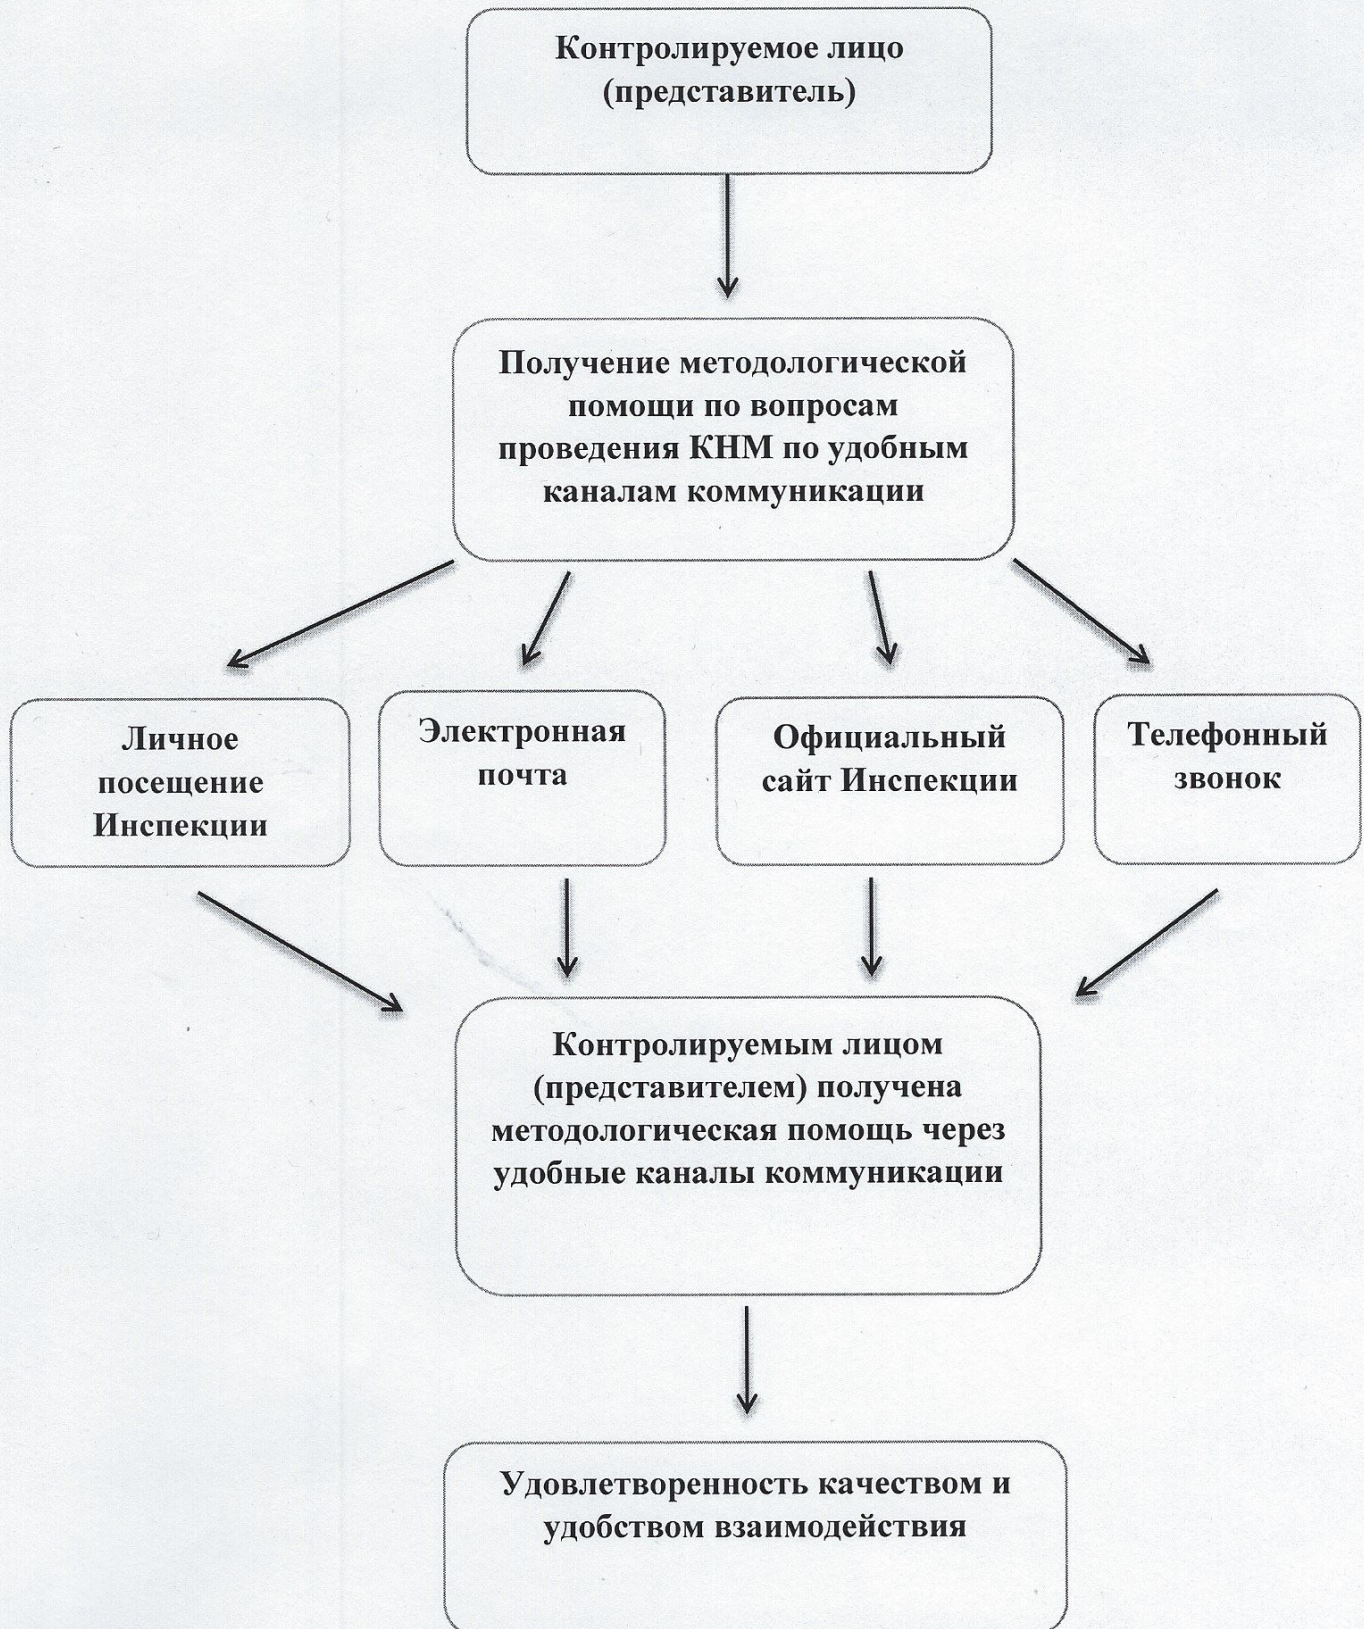 Контролируемое лицо
(представитель)
Получение методологической
помощи по вопросам
проведения КНМ по удобным
каналам коммуникации
Личное
посещение
Инспекции
Электронная
почта
Официальный
сайт Инспекции
Телефонный
звонок
Контролируемым лицом
(представителем) получена
методологическая помощь через
удобные каналы коммуникации
Удовлетворенность качеством и
удобством взаимодействия